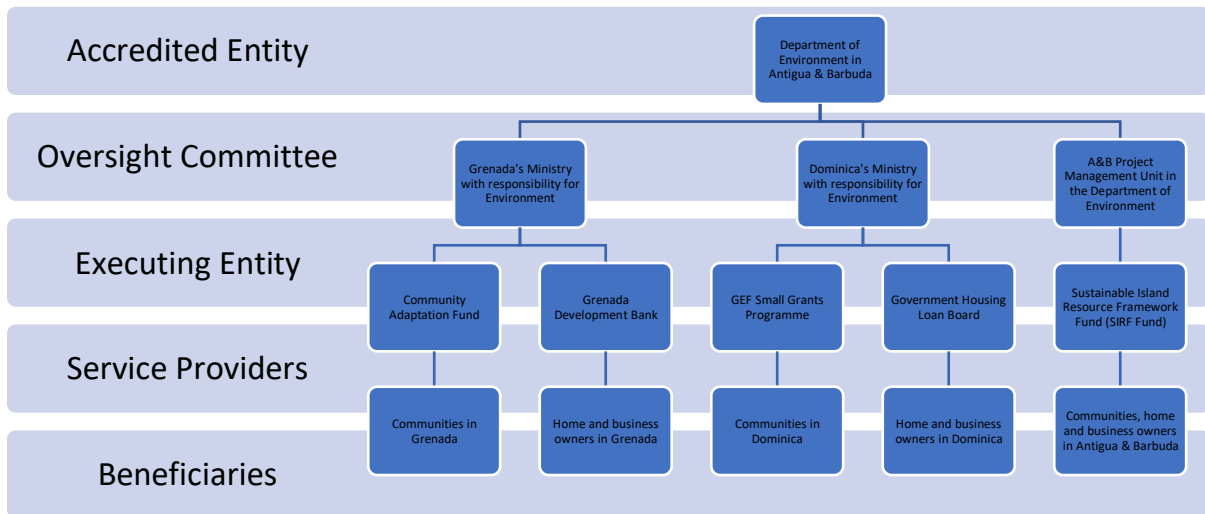 Accredited Entity
Department of
Environment in
Antigua & Barbuda
Oversight Committee
Grenada's Ministry
with responsibility for
Environment
Dominica's Ministry
with responsibility for
Environment
A&B Project
Management Unit in
the Department of
Environment
Executing Entity
Community
Adaptation Fund
Grenada
Development Bank
GEF Small Grants
Programme
Government Housing
Loan Board
Sustainable Island
Resource Framework
Fund (SIRF Fund)
Service Providers
Communities in
Grenada
Home and business
owners in Grenada
Communities in
Dominica
Home and business
owners in Dominica
Communities, home
and business owners
in Antigua & Barbuda
Beneficiaries